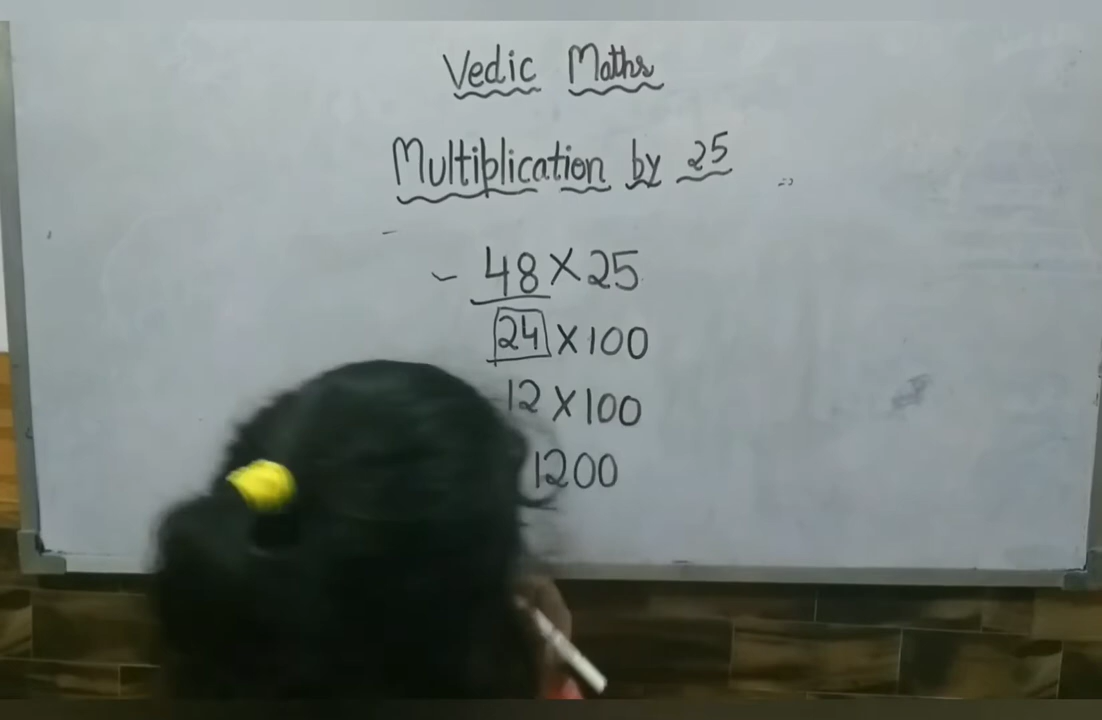 Vedic Maths
Multiplication by 25
48 × 25
24 × 100
12 × 100
1200